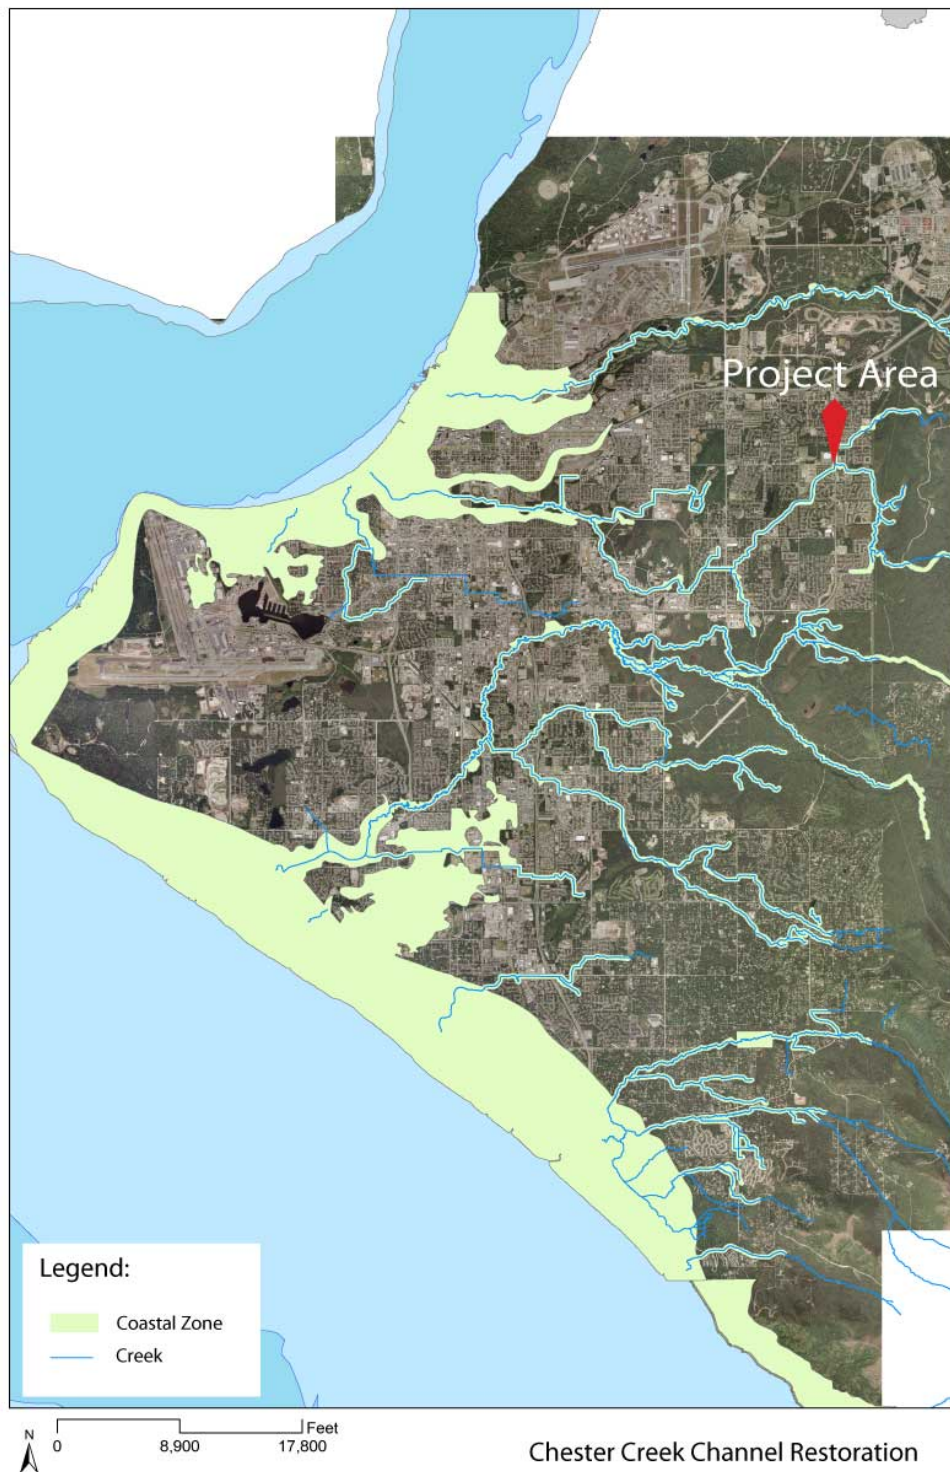 Project Area
Legend:
Coastal Zone
Creek
N
Feet
0 8,900 17,800
Chester Creek Channel Restoration